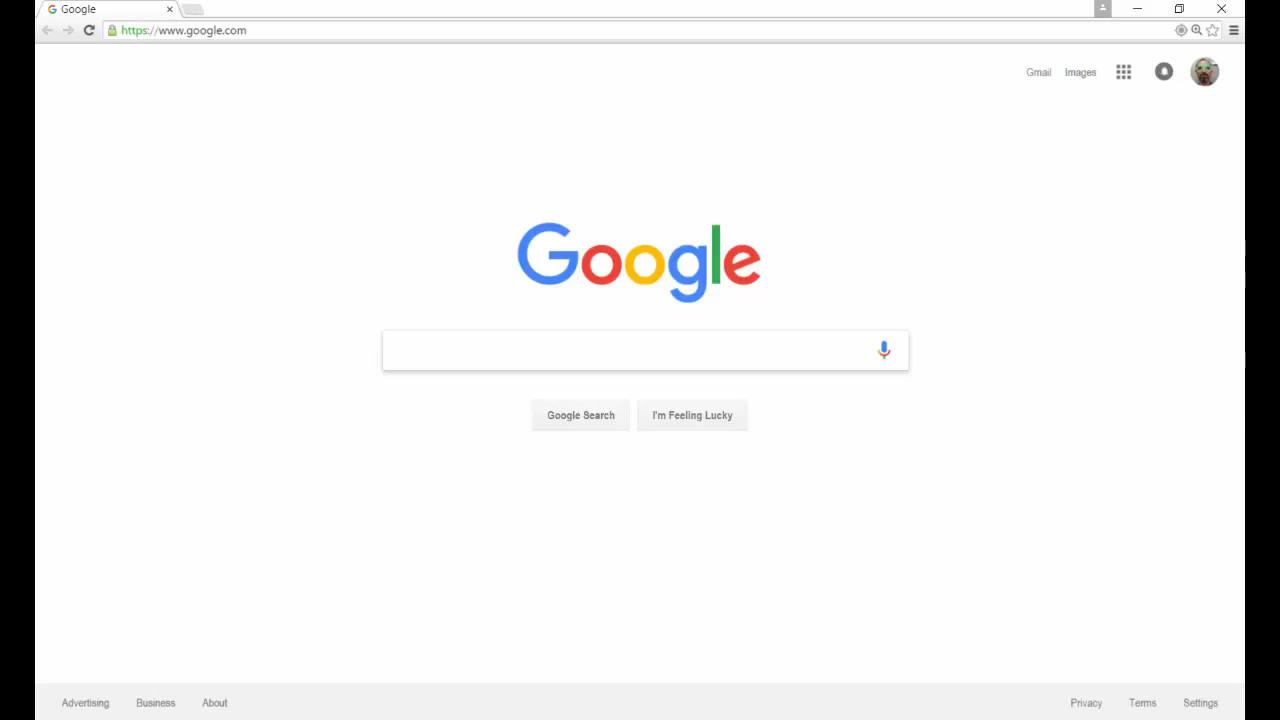 Google
https://www.google.com
Gmail Images
Google
Google Search I'm Feeling Lucky
Advertising Business About Privacy Terms Settings